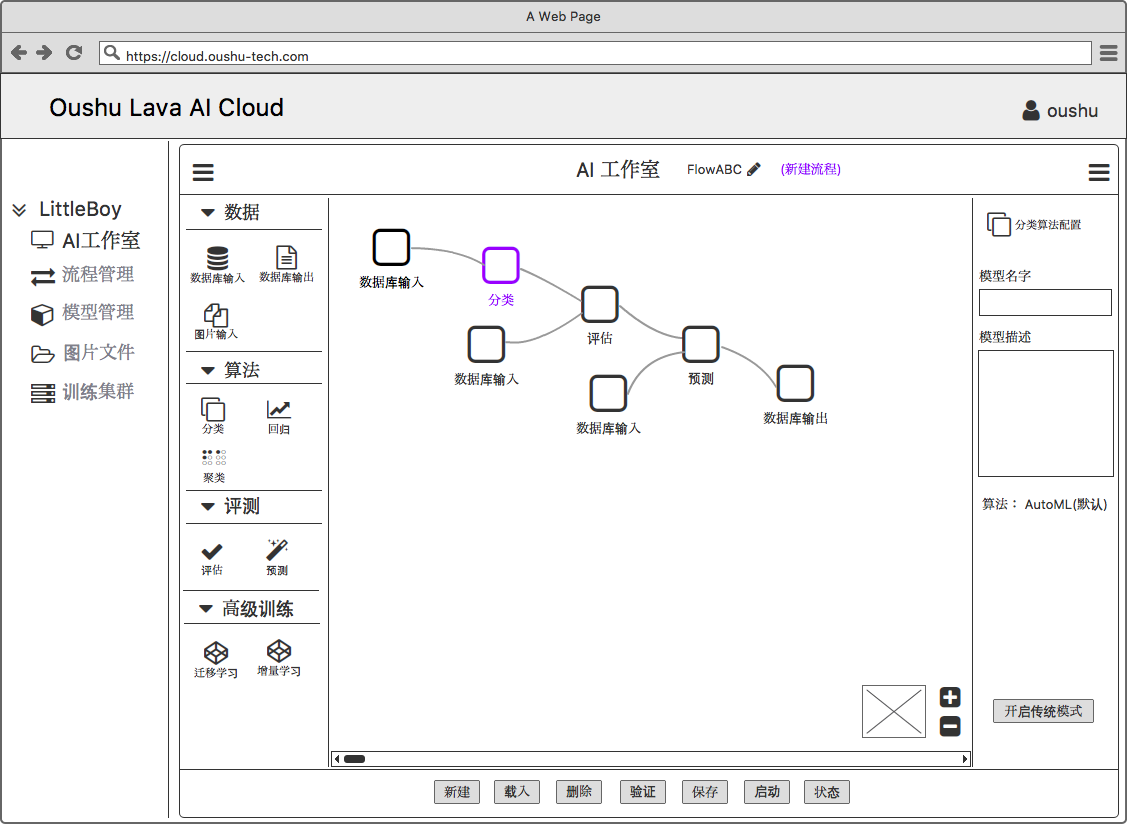 A Web Page
https://cloud.oushu-tech.com
Oushu Lava AI Cloud
oushu
LittleBoy
AI工作室
流程管理
模型管理
图片文件
训练集群
AI 工作室 FlowABC (新建流程)
数据
数据库输入 数据库输出
图片输入
算法
分类 回归
聚类
评测
评估 预测
高级训练
迁移学习 增量学习
数据库输入
分类
评估
数据库输入
预测
数据库输入
数据库输出
分类算法配置
模型名字
模型描述
算法： AutoML(默认)
开启传统模式
新建 载入 删除 验证 保存 启动 状态